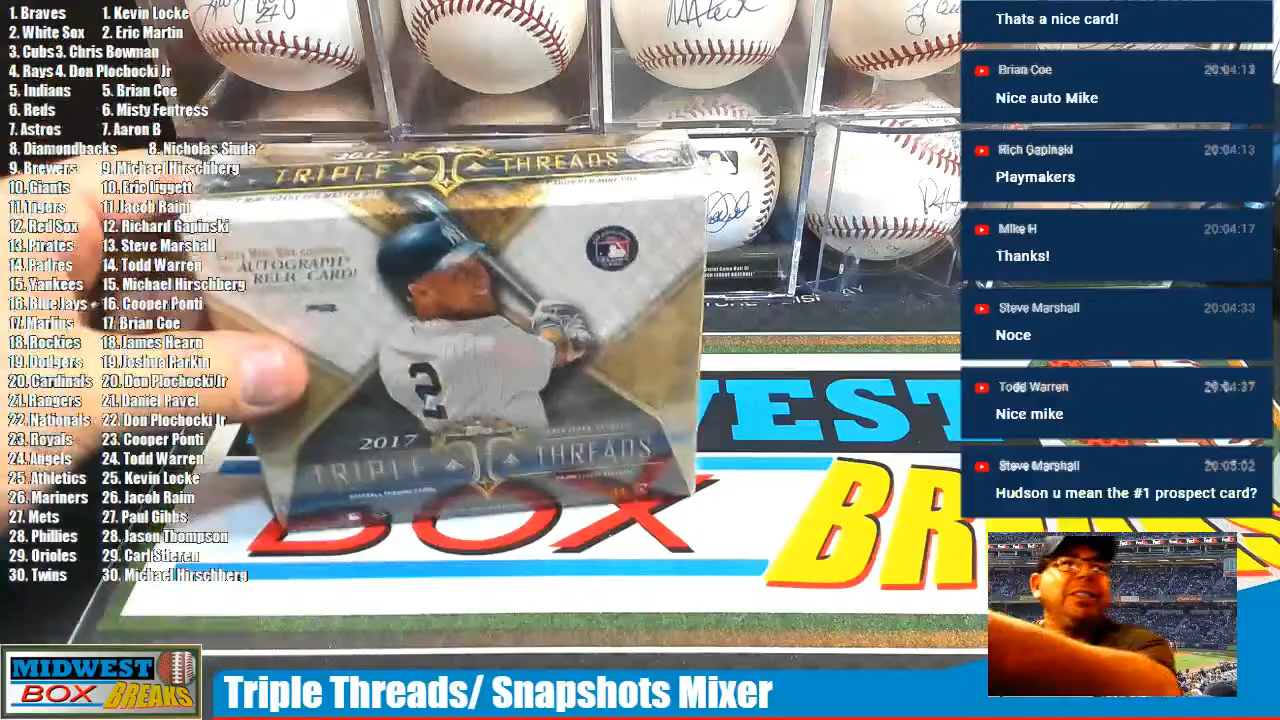 1. Braves 1. Kevin Locke
2. White Sox 2. Eric Martin
3. Cubs 3. Chris Bowman
4. Rays 4. Don Plochocki Jr
5. Indians 5. Brian Coe
6. Reds 6. Misty Fentress
7. Astros 7. Aaron B
8. Diamondbacks 8. Nicholas Siuda
9. Brewers 9. Michael Hirschberg
10. Giants 10. Eric Liggett
11. Tigers 11. Jacob Raim
12. Red Sox 12. Richard Gapinski
13. Pirates 13. Steve Marshall
14. Padres 14. Todd Warren
15. Yankees 15. Michael Hirschberg
16. Blue Jays 16. Cooper Ponti
17. Marlins 17. Brian Coe
18. Rockies 18. James Hearn
19. Dodgers 19. Joshua Parkin
20. Cardinals 20. Don Plochocki Jr
21. Rangers 21. Daniel Pavel
22. Nationals 22. Don Plochocki Jr
23. Royals 23. Cooper Ponti
24. Angels 24. Todd Warren
25. Athletics 25. Kevin Locke
26. Mariners 26. Jacob Raim
27. Mets 27. Paul Gibbs
28. Phillies 28. Jason Thompson
29. Orioles 29. Carl Stieren
30. Twins 30. Michael Hirschberg
2017 TRIPLE THREADS
AUTOGRAPH
RELIC CARD!
2
2017
TRIPLE THREADS
WEST
BOX BR
Thats a nice card!
Brian Coe 20:04:13
Nice auto Mike
Rich Gapinski 20:04:13
Playmakers
Mike H 20:04:17
Thanks!
Steve Marshall 20:04:33
Noce
Todd Warren 20:04:37
Nice mike
Steve Marshall 20:05:02
Hudson u mean the #1 prospect card?
MIDWEST
BOX BREAKS
Triple Threads/ Snapshots Mixer